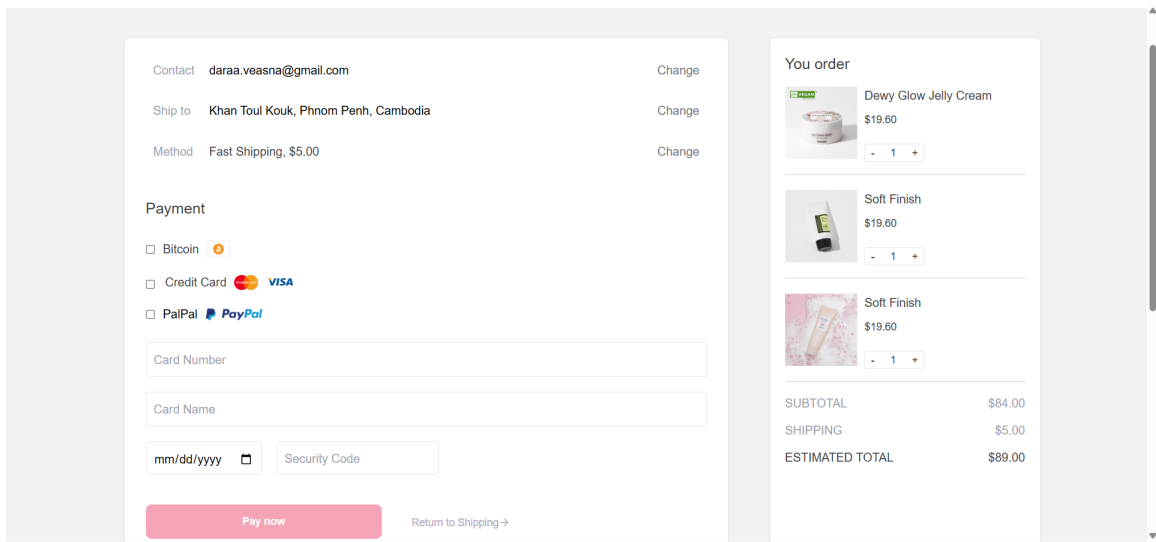 Contact daraa.veasna@gmail.com Change
Ship to Khan Toul Kouk, Phnom Penh, Cambodia Change
Method Fast Shipping, $5.00 Change
Payment
Bitcoin
Credit Card VISA
PalPal PayPal
Card Number
Card Name
mm/dd/yyyy Security Code
Pay now Return to Shipping→
You order
VEGAN
Dewy Glow Jelly Cream
$19.60
- 1 +
Soft Finish
$19.60
- 1 +
Soft Finish
$19.60
- 1 +
SUBTOTAL $84.00
SHIPPING $5.00
ESTIMATED TOTAL $89.00